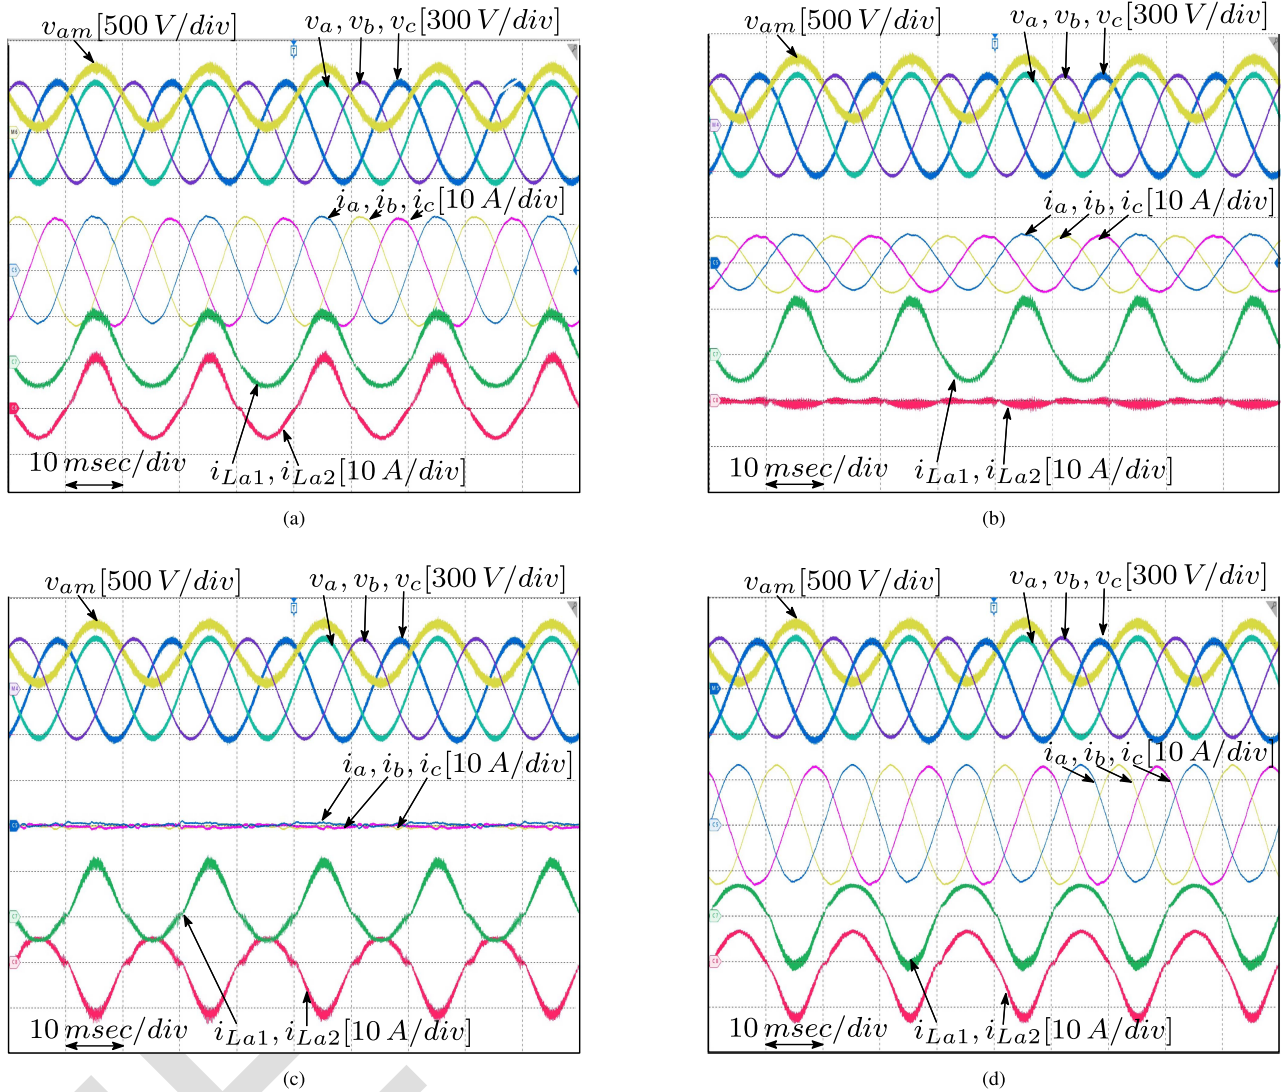 v_am[500 V/div] v_a, v_b, v_c[300 V/div]
i_a, i_b, i_c[10 A/div]
10 msec/div i_La1, i_La2[10 A/div]
(a)
v_am[500 V/div] v_a, v_b, v_c[300 V/div]
i_a, i_b, i_c[10 A/div]
10 msec/div i_La1, i_La2[10 A/div]
(b)
v_am[500 V/div] v_a, v_b, v_c[300 V/div]
i_a, i_b, i_c[10 A/div]
10 msec/div i_La1, i_La2[10 A/div]
(c)
v_am[500 V/div] v_a, v_b, v_c[300 V/div]
i_a, i_b, i_c[10 A/div]
10 msec/div i_La1, i_La2[10 A/div]
(d)